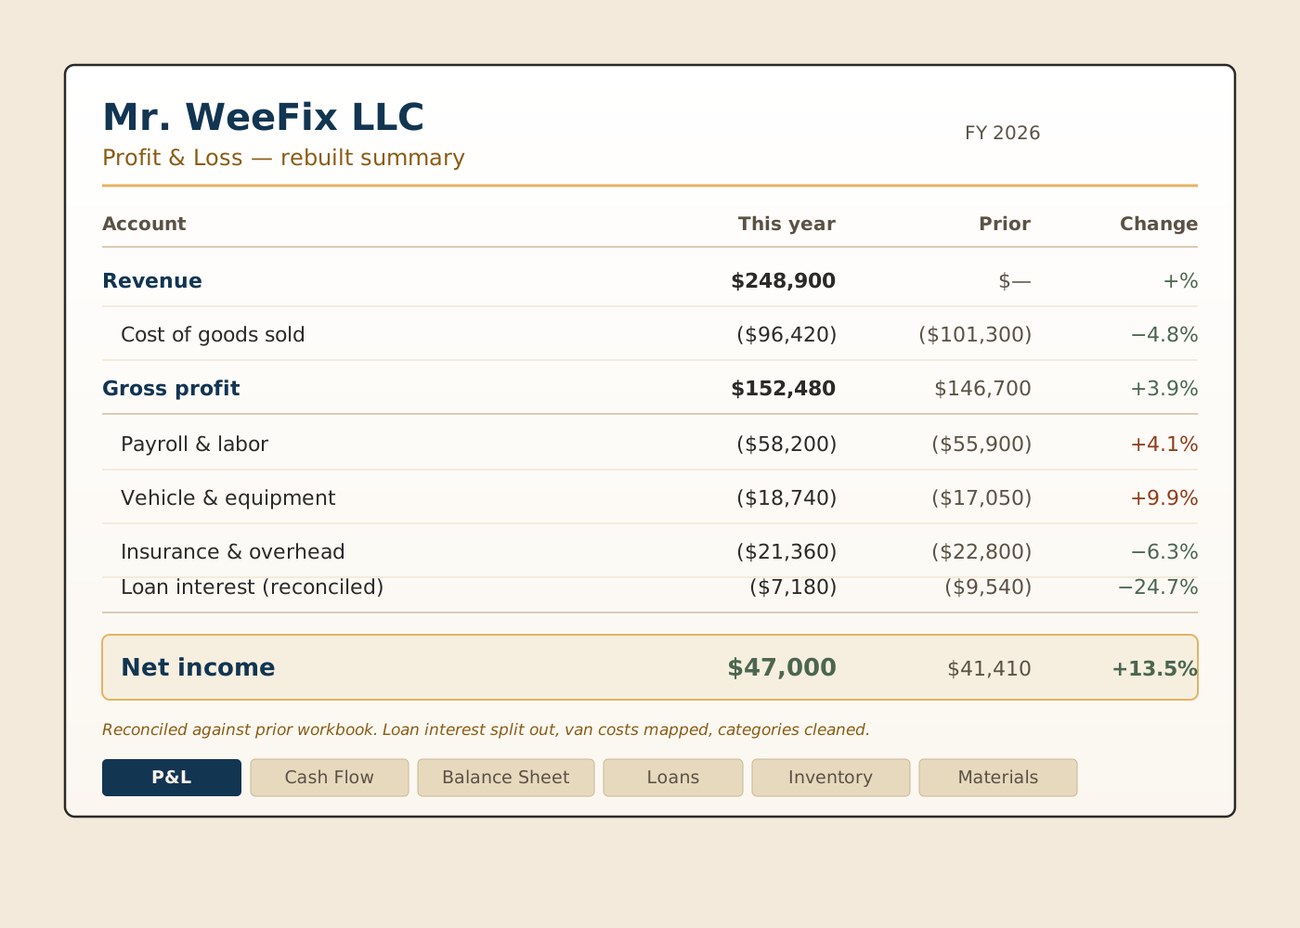 Mr. WeeFix LLC
FY 2026
Profit & Loss — rebuilt summary
Account This year Prior Change
Revenue $248,900 $— +%
Cost of goods sold ($96,420) ($101,300) −4.8%
Gross profit $152,480 $146,700 +3.9%
Payroll & labor ($58,200) ($55,900) +4.1%
Vehicle & equipment ($18,740) ($17,050) +9.9%
Insurance & overhead ($21,360) ($22,800) −6.3%
Loan interest (reconciled) ($7,180) ($9,540) −24.7%
Net income $47,000 $41,410 +13.5%
Reconciled against prior workbook. Loan interest split out, van costs mapped, categories cleaned.
P&L Cash Flow Balance Sheet Loans Inventory Materials